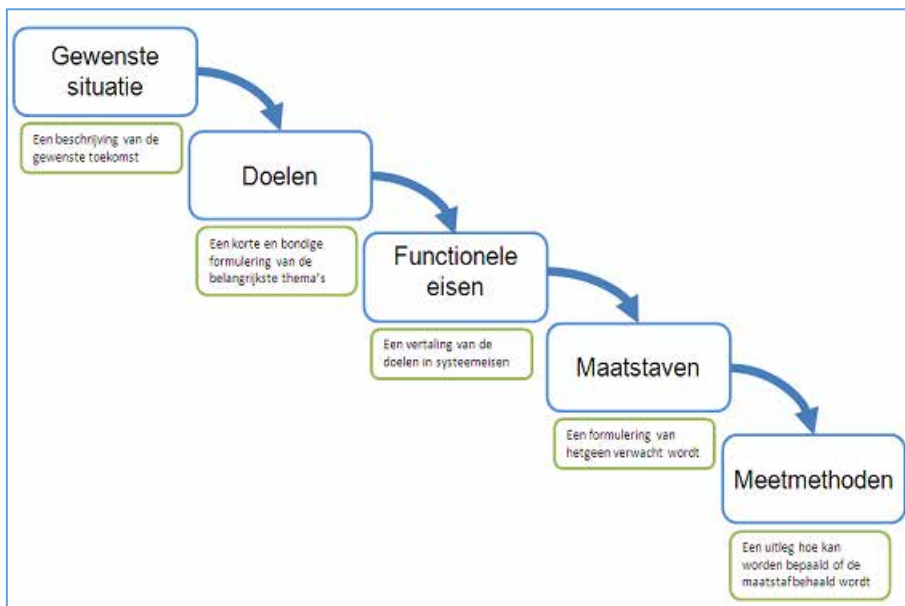 Gewenste
situatie
Een beschrijving van de
gewenste toekomst
Doelen
Een korte en bondige
formulering van de
belangrijkste thema's
Functionele
eisen
Een vertaling van de
doelen in systeemeisen
Maatstaven
Een formulering van
hetgeen verwacht wordt
Meetmethoden
Een uitleg hoe kan
worden bepaald of de
maatstafbehaald wordt